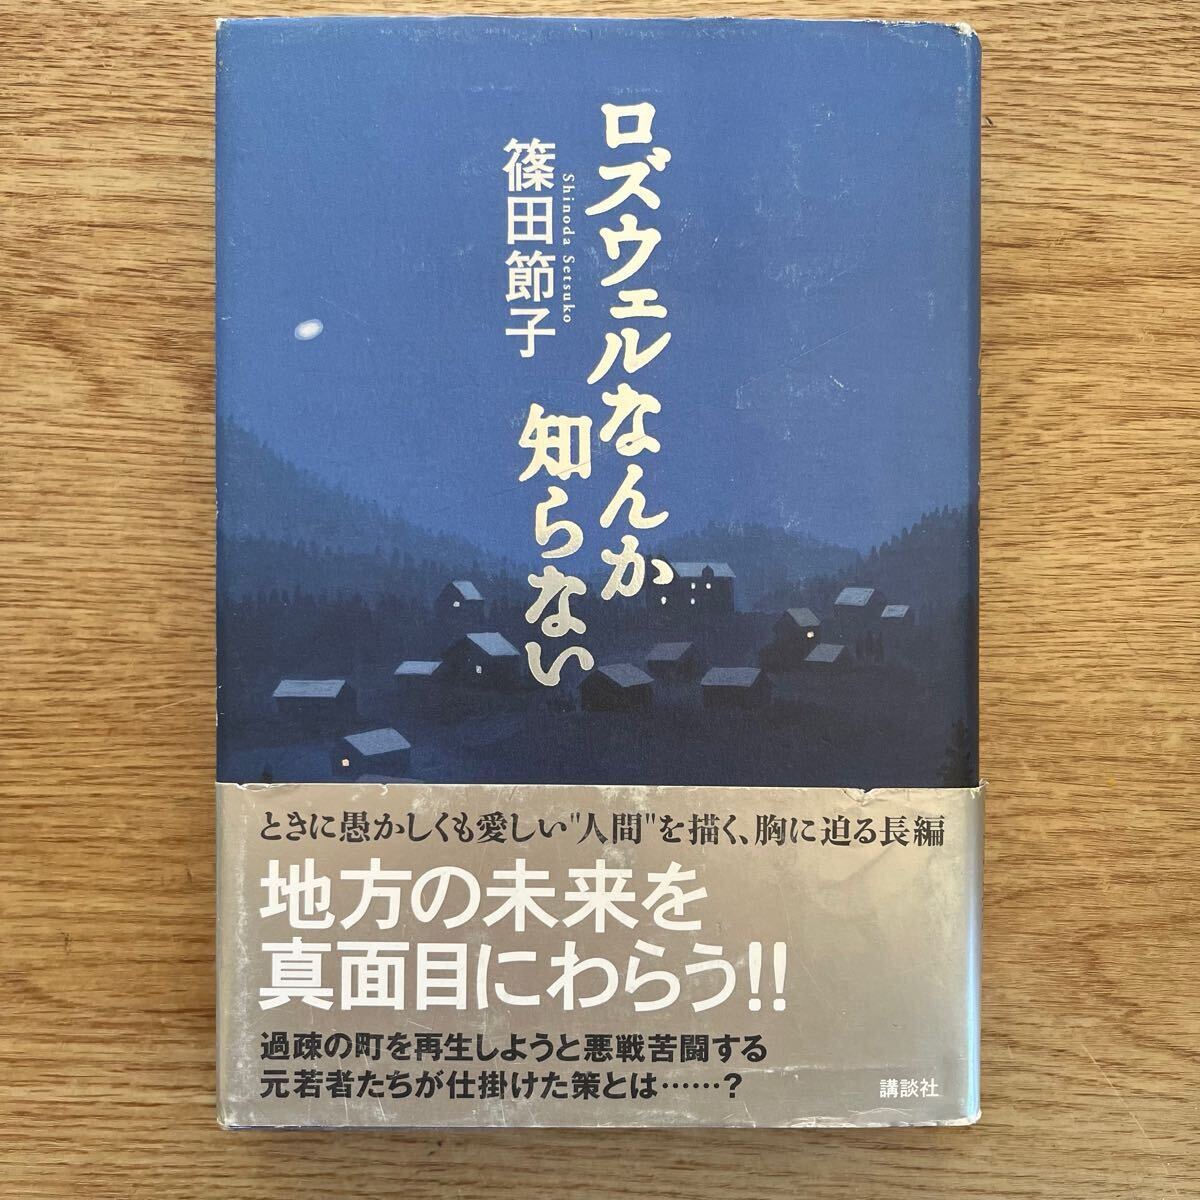 ロズウェルなんか
知らない
篠田節子
Shinoda Setsuko
ときに愚かしくも愛しい"人間"を描く、胸に迫る長編
地方の未来を
真面目にわらう!!
過疎の町を再生しようと悪戦苦闘する
元若者たちが仕掛けた策とは……?
講談社